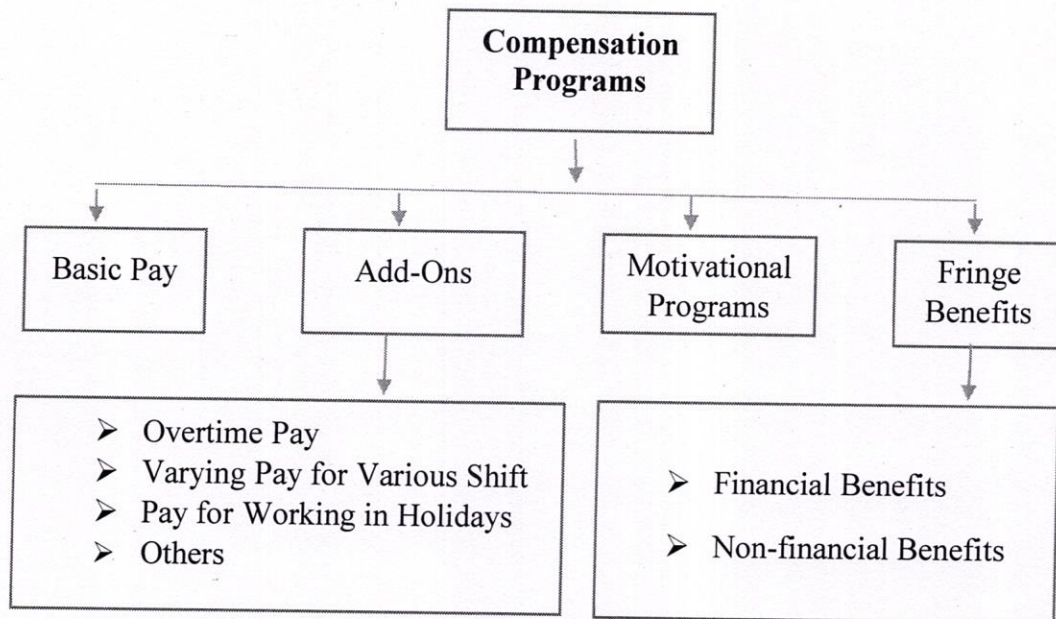 Compensation
Programs
Basic Pay
Add-Ons
Motivational
Programs
Fringe
Benefits
➢ Overtime Pay
➢ Varying Pay for Various Shift
➢ Pay for Working in Holidays
➢ Others
➢ Financial Benefits
➢ Non-financial Benefits